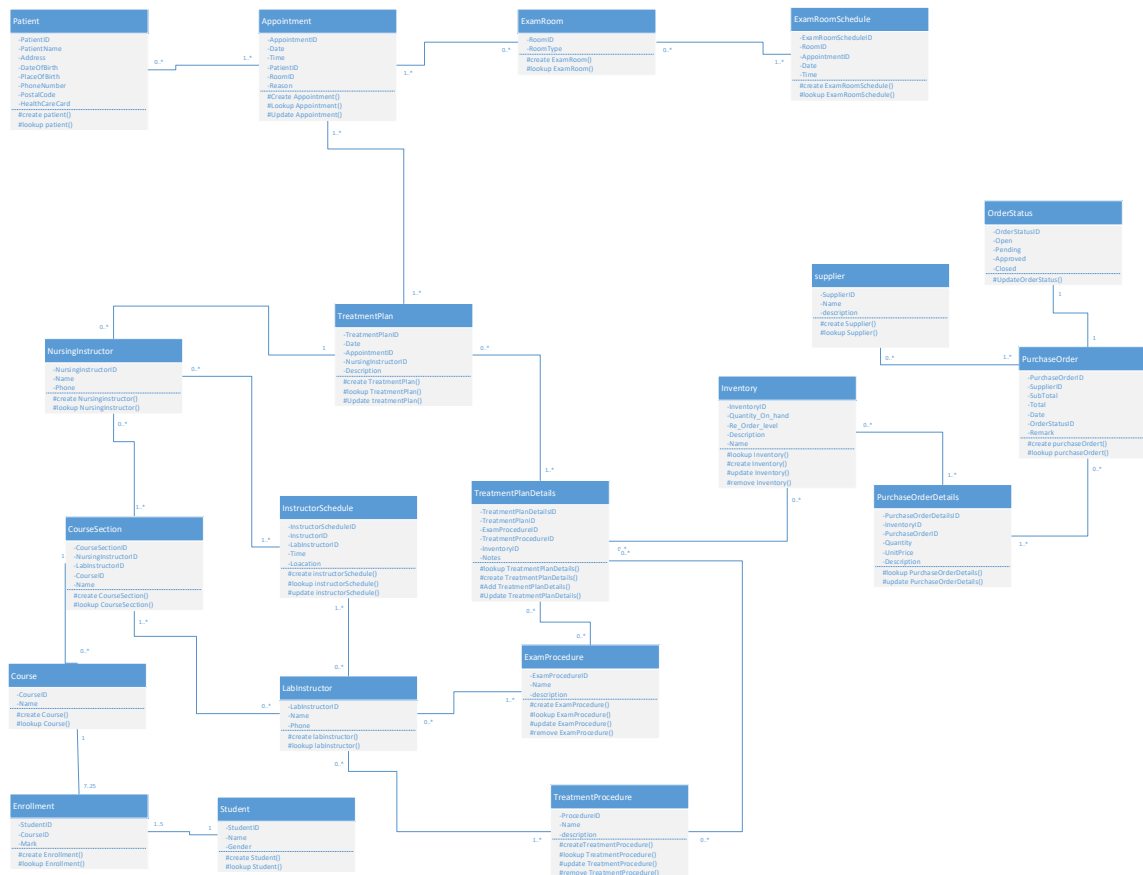 Patient
-PatientID
-PatientName
-Address
-DateOfBirth
-PlaceOfBirth
-PhoneNumber
-PostalCode
-HealthCareCard
#create patient()
#lookup patient()
0..*
1..*
Appointment
-AppointmentID
-Date
-Time
-PatientID
-RoomID
-Reason
#Create Appointment()
#Lookup Appointment()
#Update Appointment()
1..*
0..*
1..*
ExamRoom
-RoomID
-RoomType
#create ExamRoom()
#lookup ExamRoom()
0..*
1..*
ExamRoomSchedule
-ExamRoomScheduleID
-RoomID
-AppointmentID
-Date
-Time
#create ExamRoomSchedule()
#lookup ExamRoomSchedule()
OrderStatus
-OrderStatusID
-Open
-Pending
-Approved
-Closed
#UpdateOrderStatus()
1
1
supplier
-SupplierID
-Name
-description
#create Supplier()
#lookup Supplier()
0..*
1..*
PurchaseOrder
-PurchaseOrderID
-SupplierID
-SubTotal
-Total
-Date
-OrderStatusID
-Remark
#create purchaseOrdert()
#lookup purchaseOrdert()
0..*
1..*
1..*
TreatmentPlan
-TreatmentPlanID
-Date
-AppointmentID
-NursingInstructorID
-Description
#create TreatmentPlan()
#lookup TreatmentPlan()
#Update treatmentPlan()
0..*
1
0..*
1..*
NursingInstructor
-NursingInstructorID
-Name
-Phone
#create NursingInstructor()
#lookup NursingInstructor()
0..*
0..*
1..*
1..*
Inventory
-InventoryID
-Quantity_On_hand
-Re_Order_level
-Description
-Name
#lookup Inventory()
#create Inventory()
#update Inventory()
#remove Inventory()
0..*
1..*
0..*
PurchaseOrderDetails
-PurchaseOrderDetailsID
-InventoryID
-PurchaseOrderID
-Quantity
-UnitPrice
-Description
#lookup PurchaseOrderDetails()
#update PurchaseOrderDetails()
TreatmentPlanDetails
-TreatmentPlanDetailsID
-TreatmentPlanID
-ExamProcedureID
-TreatmentProcedureID
-InventoryID
-Notes
#lookup TreatmentPlanDetails()
#create TreatmentPlanDetails()
#Add TreatmentPlanDetails()
#Update TreatmentPlanDetails()
0..*
0..*
0..*
InstructorSchedule
-InstructorScheduleID
-InstructorID
-LabInstructorID
-Time
-Loacation
#create instructorSchedule()
#lookup instructorSchedule()
#update instructorSchedule()
1..*
0..*
CourseSection
-CourseSectionID
-NursingInstructorID
-LabInstructorID
-CourseID
-Name
#create CourseSection()
#lookup CourseSecction()
1
0..*
1..*
0..*
Course
-CourseID
-Name
#create Course()
#lookup Course()
1
7..25
LabInstructor
-LabInstructorID
-Name
-Phone
#create labinstructor()
#lookup labinstructor()
0..*
1..*
0..*
1..*
ExamProcedure
-ExamProcedureID
-Name
-description
#create ExamProcedure()
#lookup ExamProcedure()
#update ExamProcedure()
#remove ExamProcedure()
0..*
Enrollment
-StudentID
-CourseID
-Mark
#create Enrollment()
#lookup Enrollment()
1..5
1
Student
-StudentID
-Name
-Gender
#create Student()
#lookup Student()
TreatmentProcedure
-ProcedureID
-Name
-description
#createTreatmentProcedure()
#lookup TreatmentProcedure()
#update TreatmentProcedure()
#remove TreatmentProcedure()
0..*